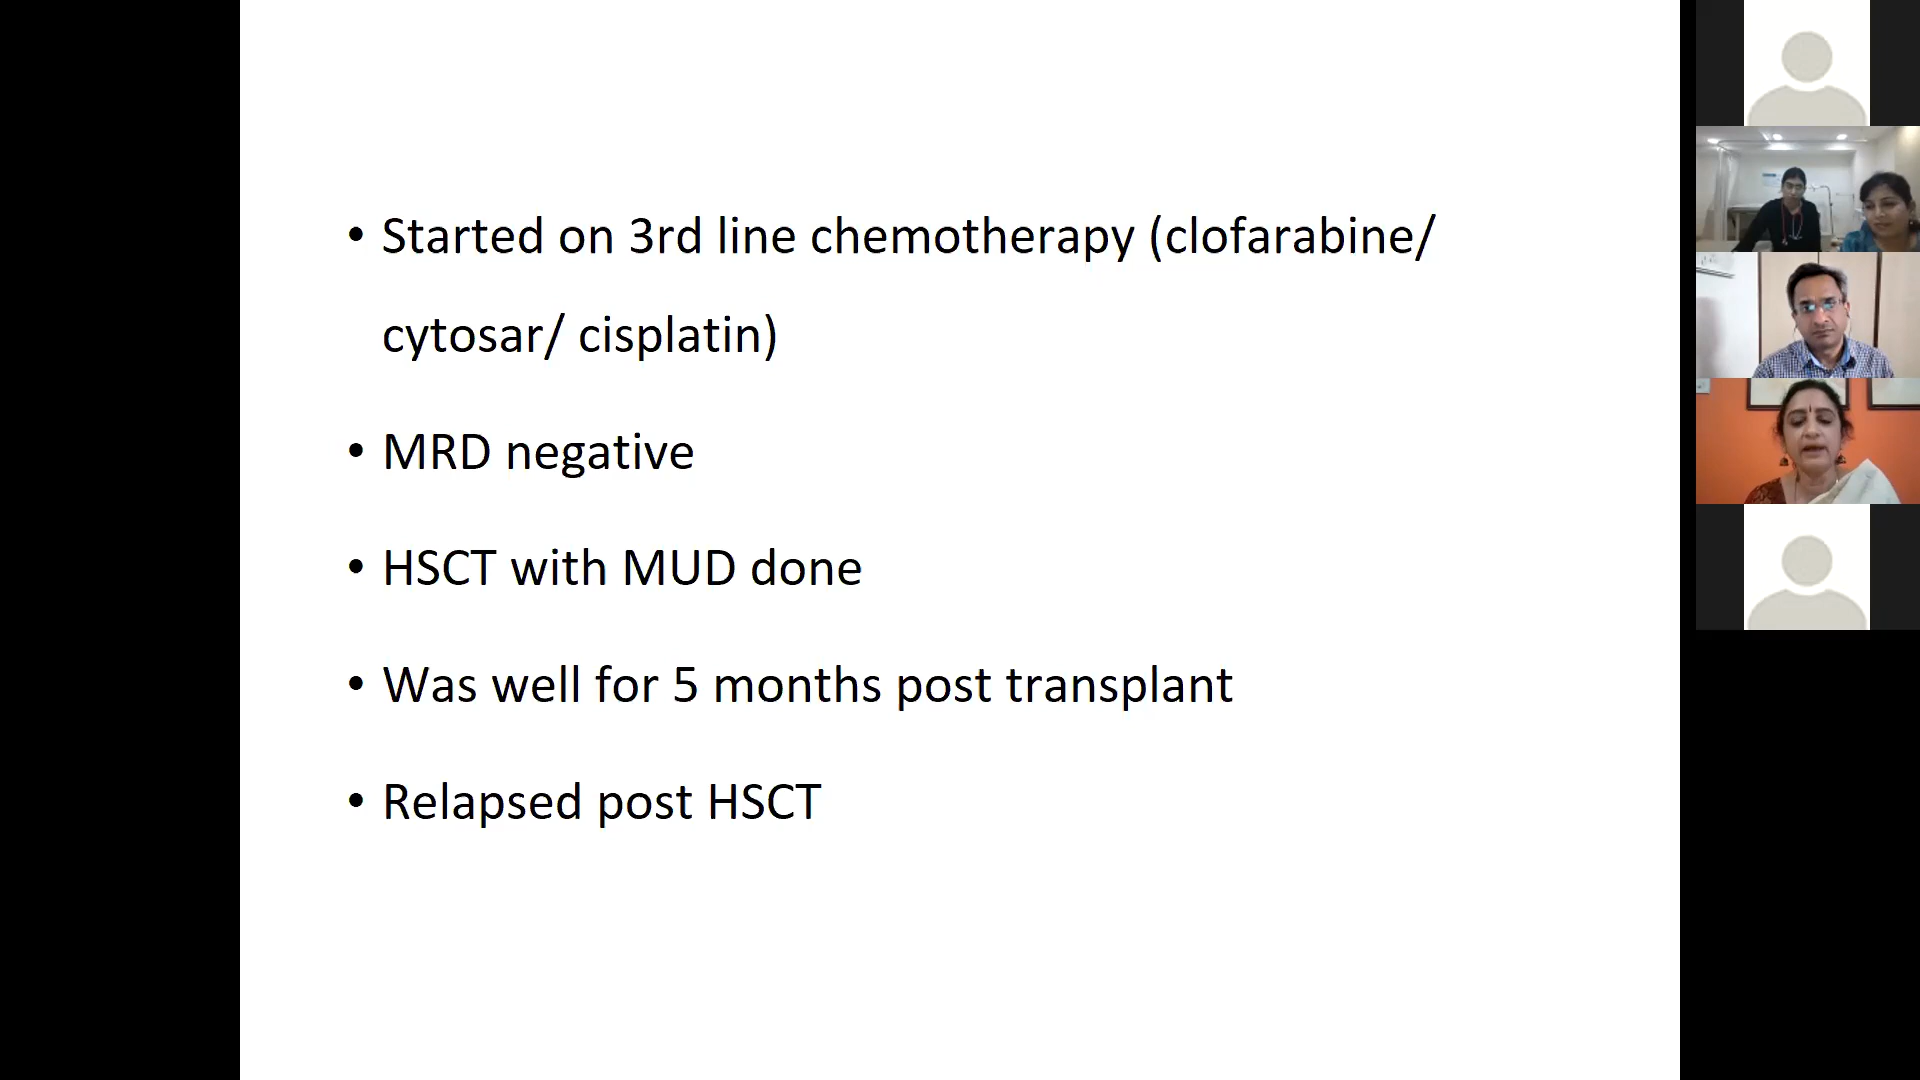 • Started on 3rd line chemotherapy (clofarabine/
cytosar/ cisplatin)
• MRD negative
• HSCT with MUD done
• Was well for 5 months post transplant
• Relapsed post HSCT